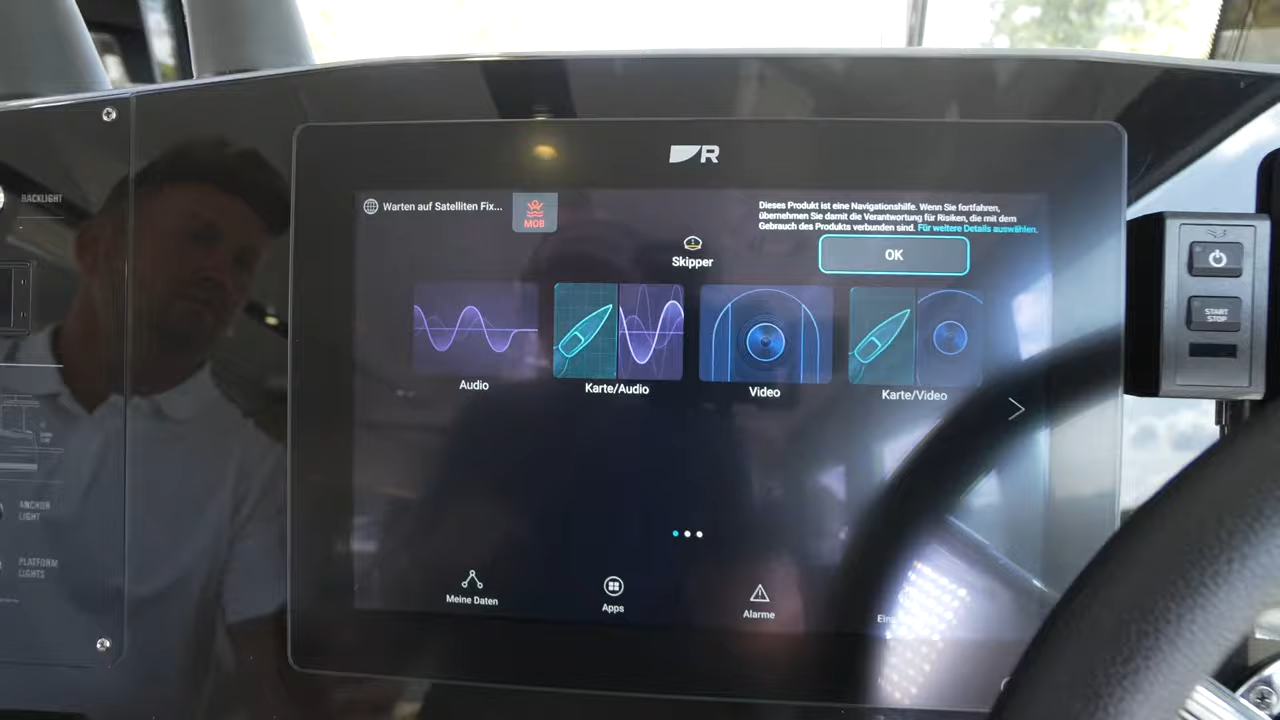 R
BACKLIGHT
Warten auf Satelliten Fix...
MOB
Dieses Produkt ist eine Navigationshilfe. Wenn Sie fortfahren,
übernehmen Sie damit die Verantwortung für Risiken, die mit dem
Gebrauch des Produkts verbunden sind. Für weitere Details auswählen.
OK
Skipper
START
STOP
Audio
Karte/Audio
Video
Karte/Video
ANCHOR
LIGHT
PLATFORM
LIGHTS
Meine Daten
Apps
Alarme